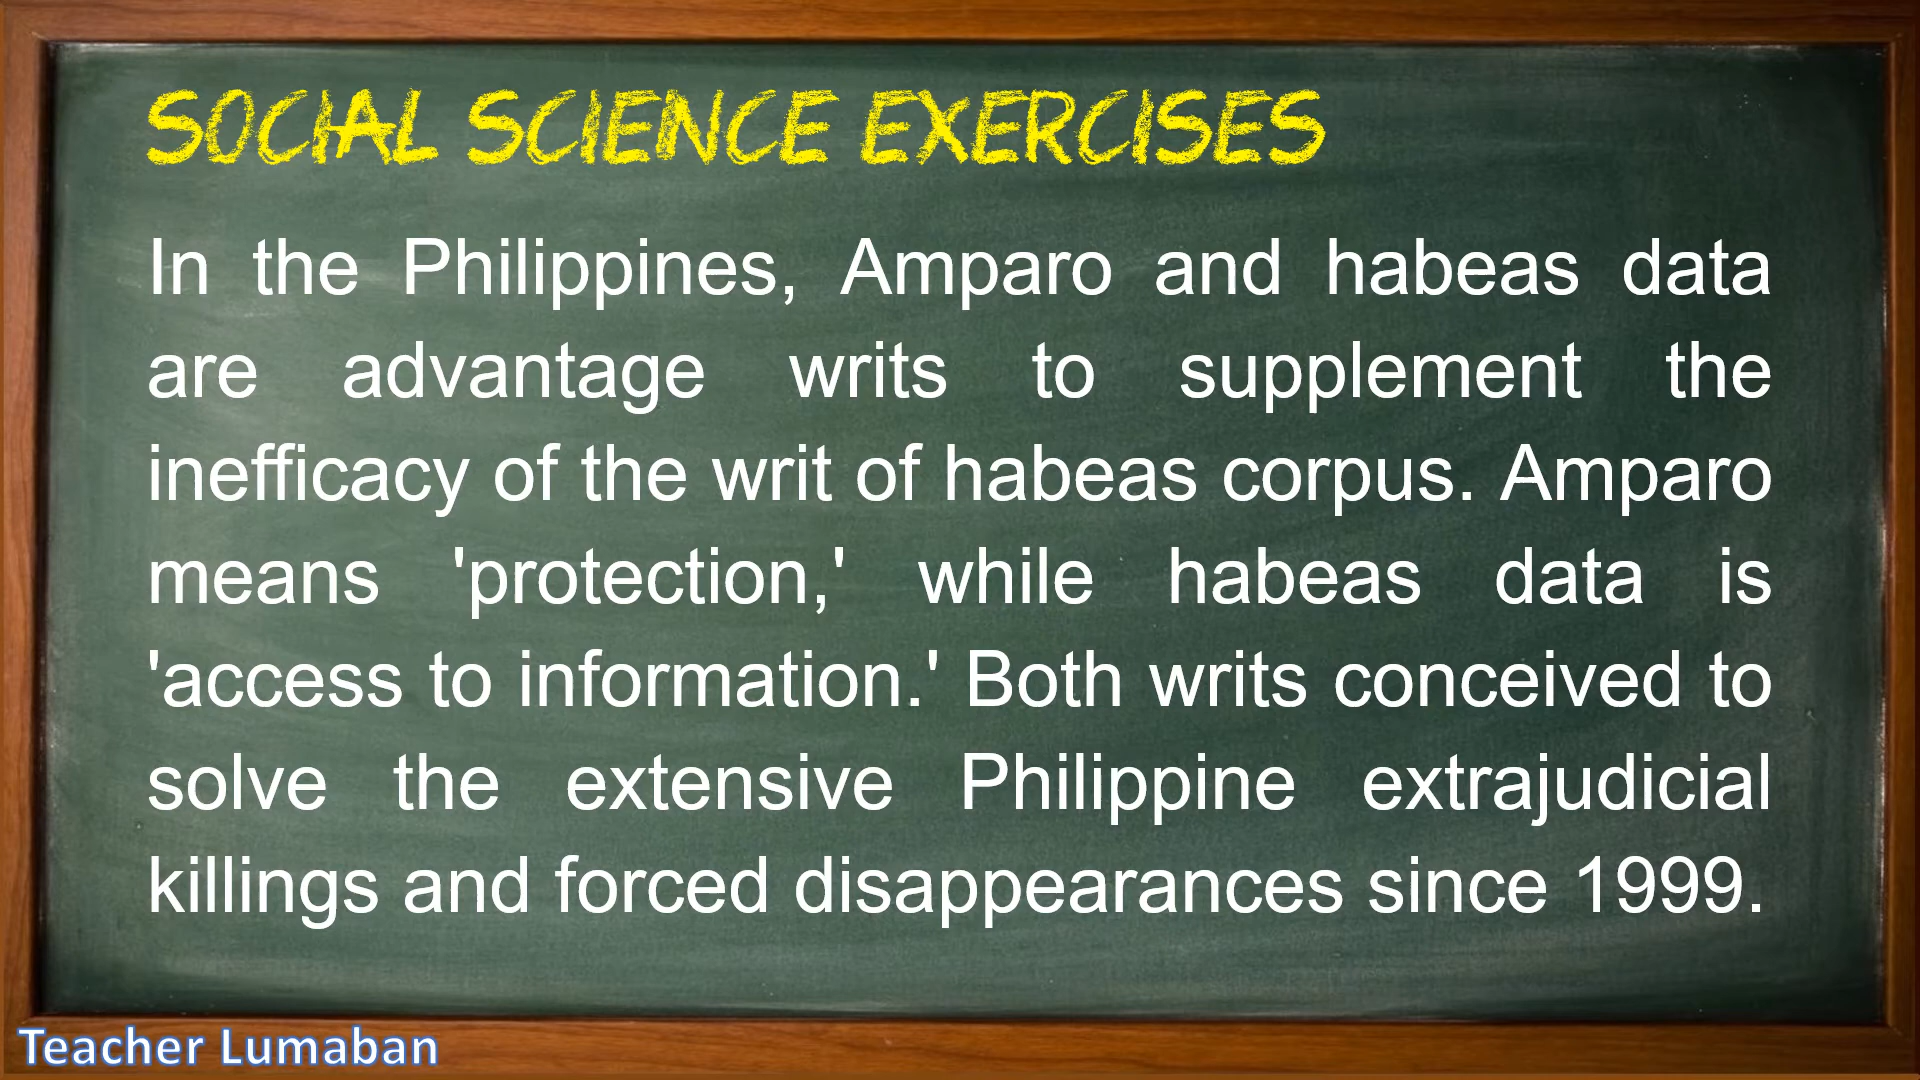 SOCIAL SCIENCE EXERCISES
In the Philippines, Amparo and habeas data
are advantage writs to supplement the
inefficacy of the writ of habeas corpus. Amparo
means 'protection,' while habeas data is
'access to information.' Both writs conceived to
solve the extensive Philippine extrajudicial
killings and forced disappearances since 1999.
Teacher Lumaban